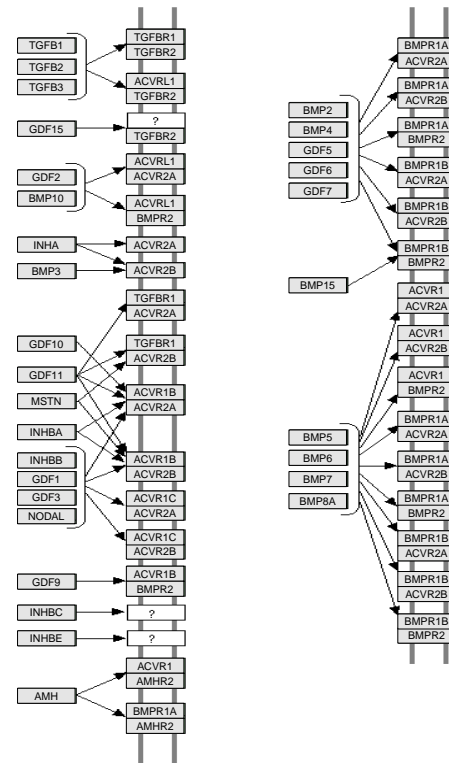 TGFB1
TGFB2
TGFB3
TGFBR1
TGFBR2
ACVRL1
TGFBR2
GDF15
?
TGFBR2
GDF2
BMP10
ACVRL1
ACVR2A
ACVRL1
BMPR2
INHA
ACVR2A
BMP3
ACVR2B
TGFBR1
ACVR2A
GDF10
TGFBR1
ACVR2B
GDF11
MSTN
ACVR1B
ACVR2A
INHBA
INHBB
GDF1
GDF3
NODAL
ACVR1B
ACVR2B
ACVR1C
ACVR2A
ACVR1C
ACVR2B
GDF9
ACVR1B
BMPR2
INHBC
?
INHBE
?
AMH
ACVR1
AMHR2
BMPR1A
AMHR2
BMP2
BMP4
GDF5
GDF6
GDF7
BMPR1A
ACVR2A
BMPR1A
ACVR2B
BMPR1A
BMPR2
BMPR1B
ACVR2A
BMPR1B
ACVR2B
BMPR1B
BMPR2
BMP15
ACVR1
ACVR2A
ACVR1
ACVR2B
ACVR1
BMPR2
BMP5
BMP6
BMP7
BMP8A
BMPR1A
ACVR2A
BMPR1A
ACVR2B
BMPR1A
BMPR2
BMPR1B
ACVR2A
BMPR1B
ACVR2B
BMPR1B
BMPR2